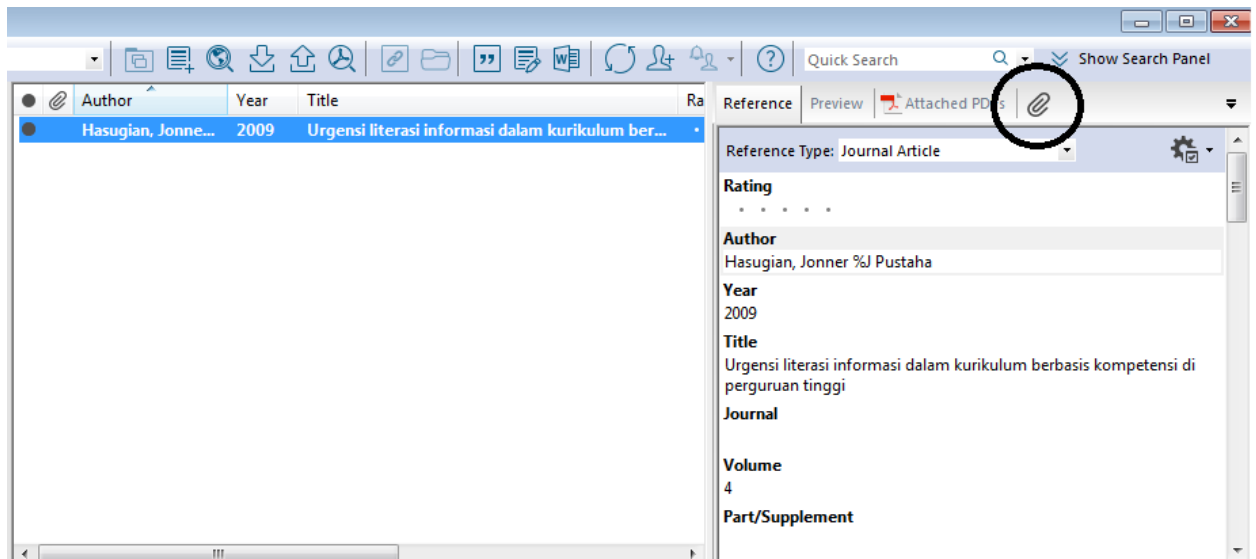 Quick Search
Show Search Panel
Author Year Title Ra
Reference Preview Attached PDFs
Hasugian, Jonne... 2009 Urgensi literasi informasi dalam kurikulum ber...
Reference Type: Journal Article
Rating
Author
Hasugian, Jonner %J Pustaha
Year
2009
Title
Urgensi literasi informasi dalam kurikulum berbasis kompetensi di
perguruan tinggi
Journal
Volume
4
Part/Supplement